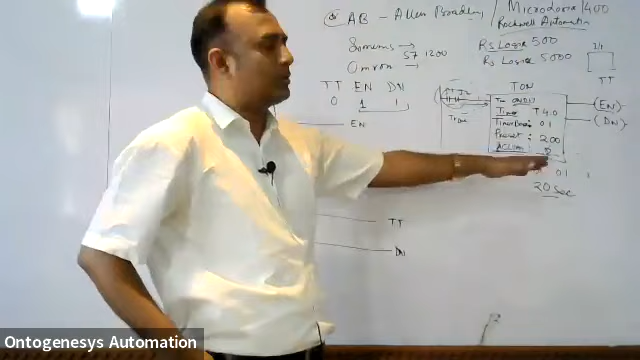 AB - Allen Bradley / Micrologix 1400
Rockwell Automation
Siemens → S7 1200
Omron →
RS Logix 500
RS Logix 5000
TT EN DN
0 1 1
EN
TT
DN
TON
Timer T4:0
Preset : 200
(EN)
(DN)
TT
20 sec
Ontogenesys Automation